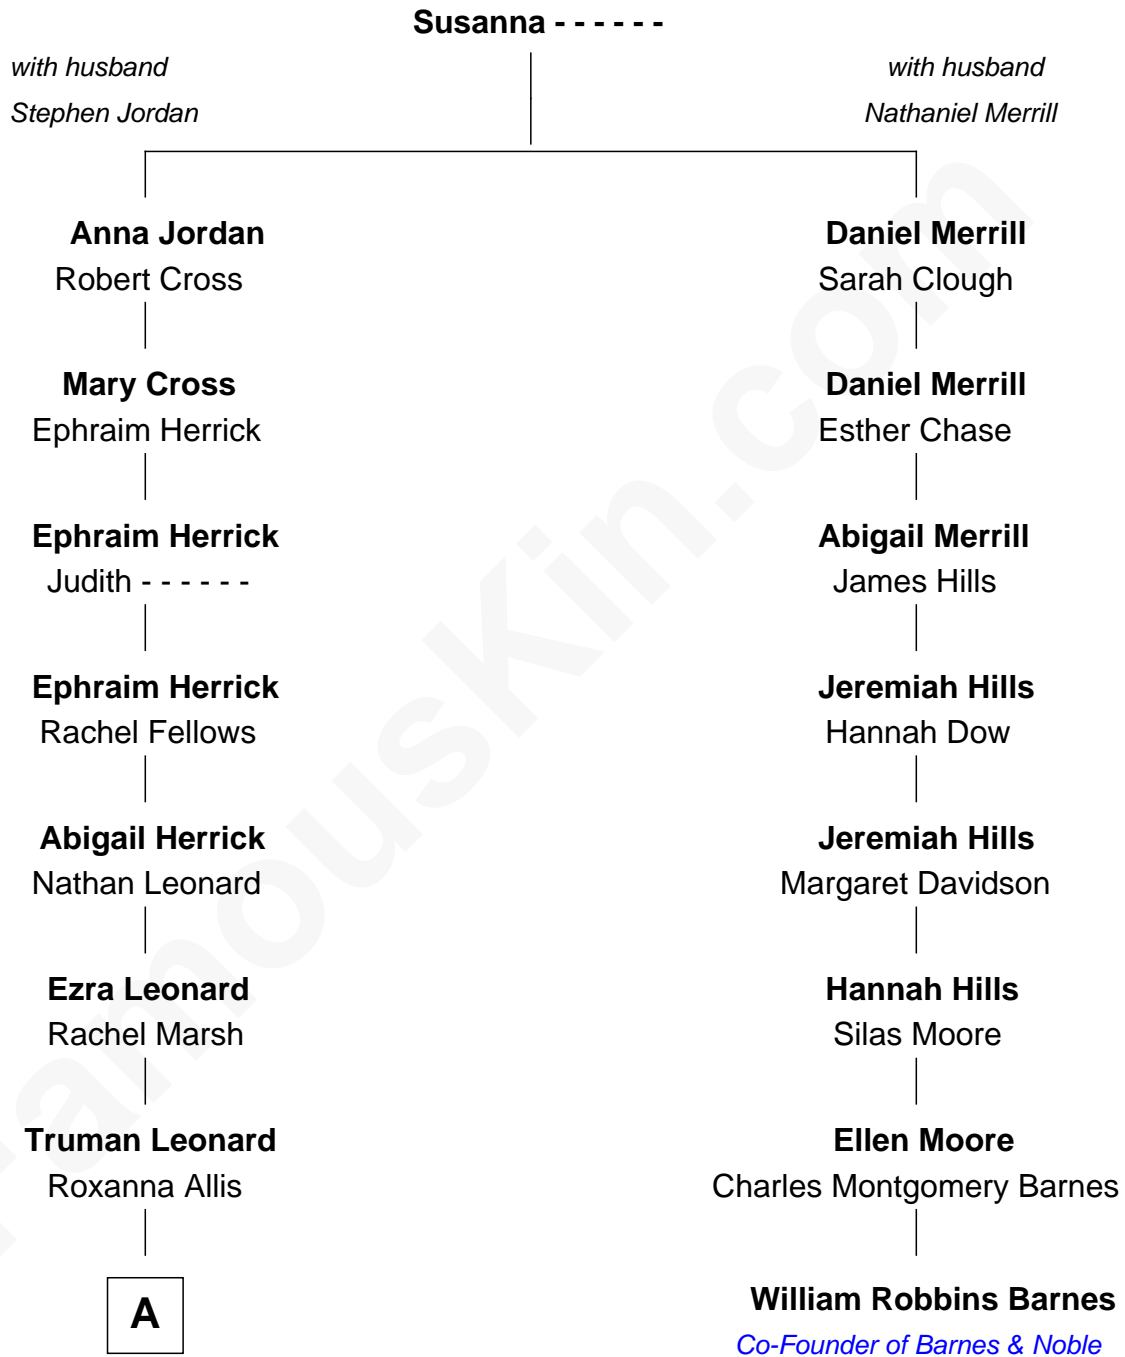 Susanna - - - - - -
with husband
Stephen Jordan
with husband
Nathaniel Merrill
Anna Jordan
Robert Cross
Daniel Merrill
Sarah Clough
Mary Cross
Ephraim Herrick
Daniel Merrill
Esther Chase
Ephraim Herrick
Judith - - - - - -
Abigail Merrill
James Hills
Ephraim Herrick
Rachel Fellows
Jeremiah Hills
Hannah Dow
Abigail Herrick
Nathan Leonard
Jeremiah Hills
Margaret Davidson
Ezra Leonard
Rachel Marsh
Hannah Hills
Silas Moore
Truman Leonard
Roxanna Allis
Ellen Moore
Charles Montgomery Barnes
A
William Robbins Barnes
Co-Founder of Barnes & Noble
FamousKin.com